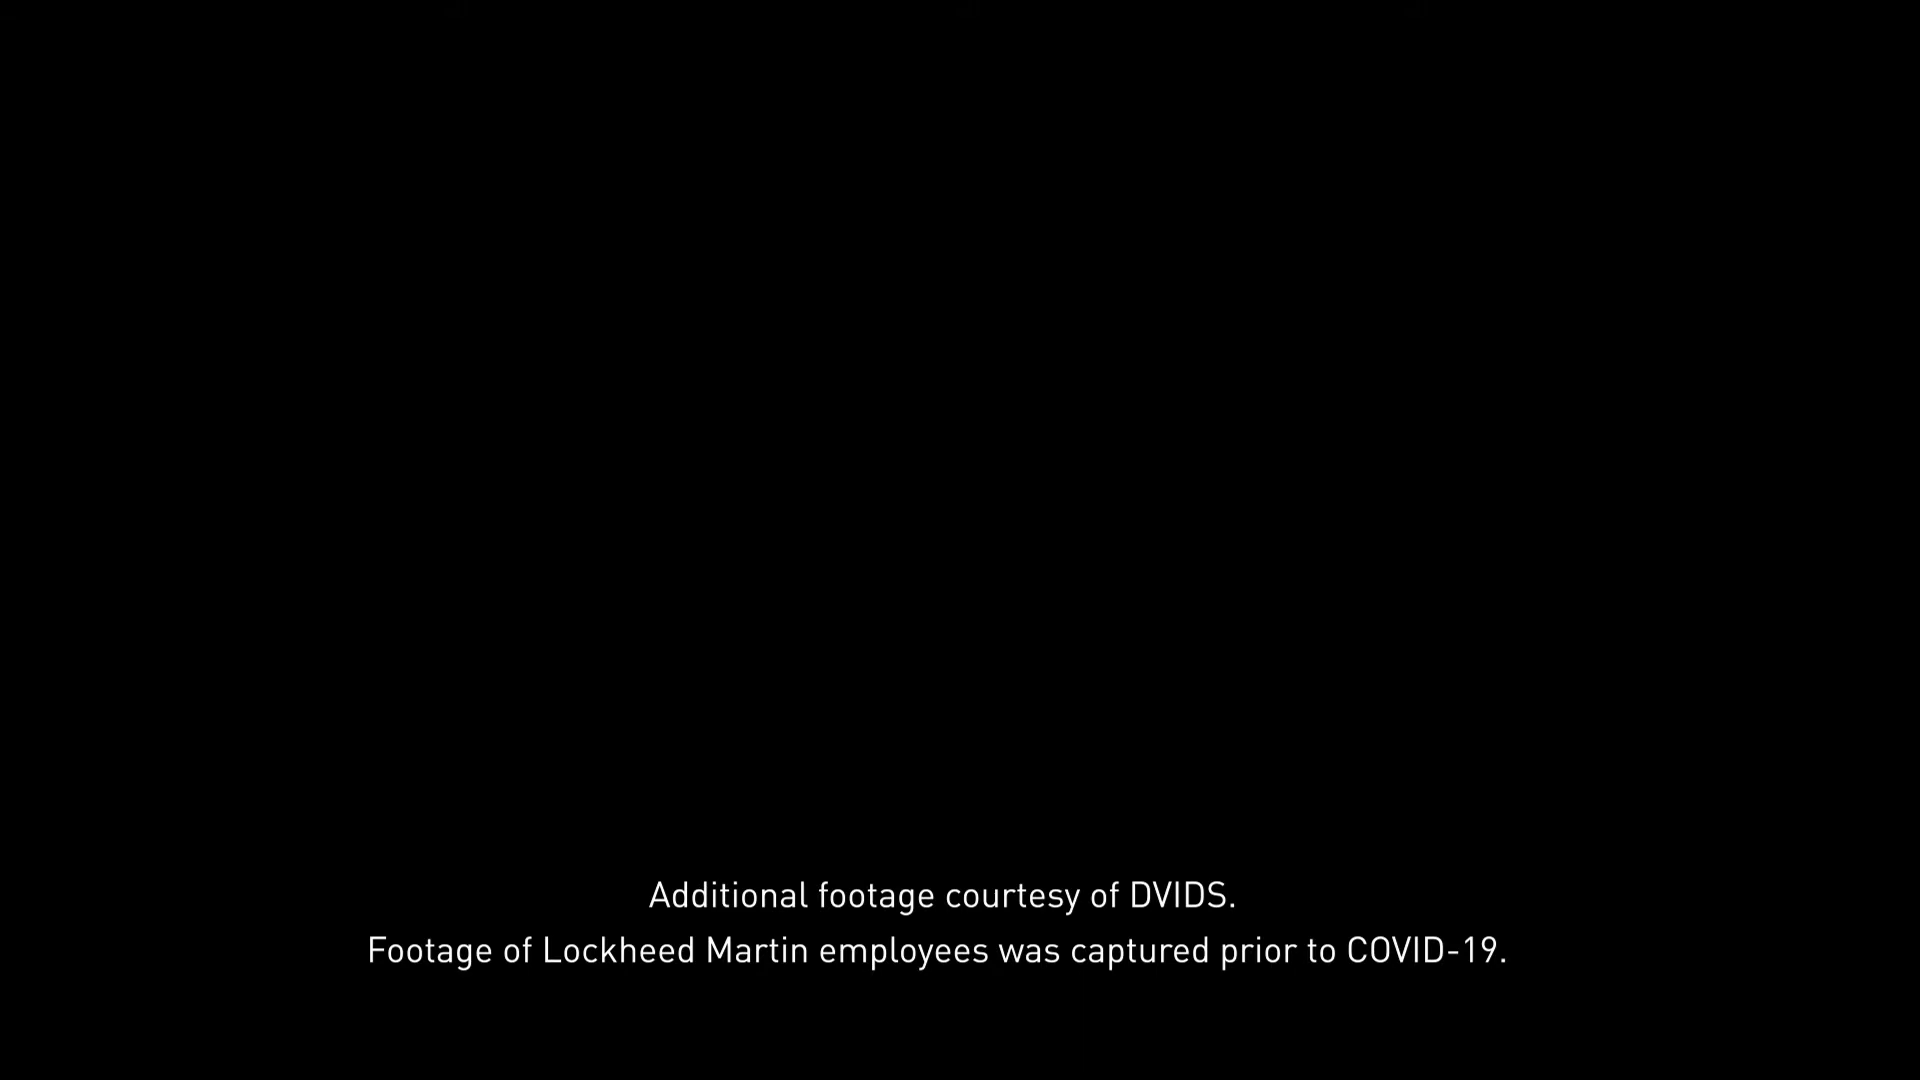 Additional footage courtesy of DVIDS.
Footage of Lockheed Martin employees was captured prior to COVID-19.